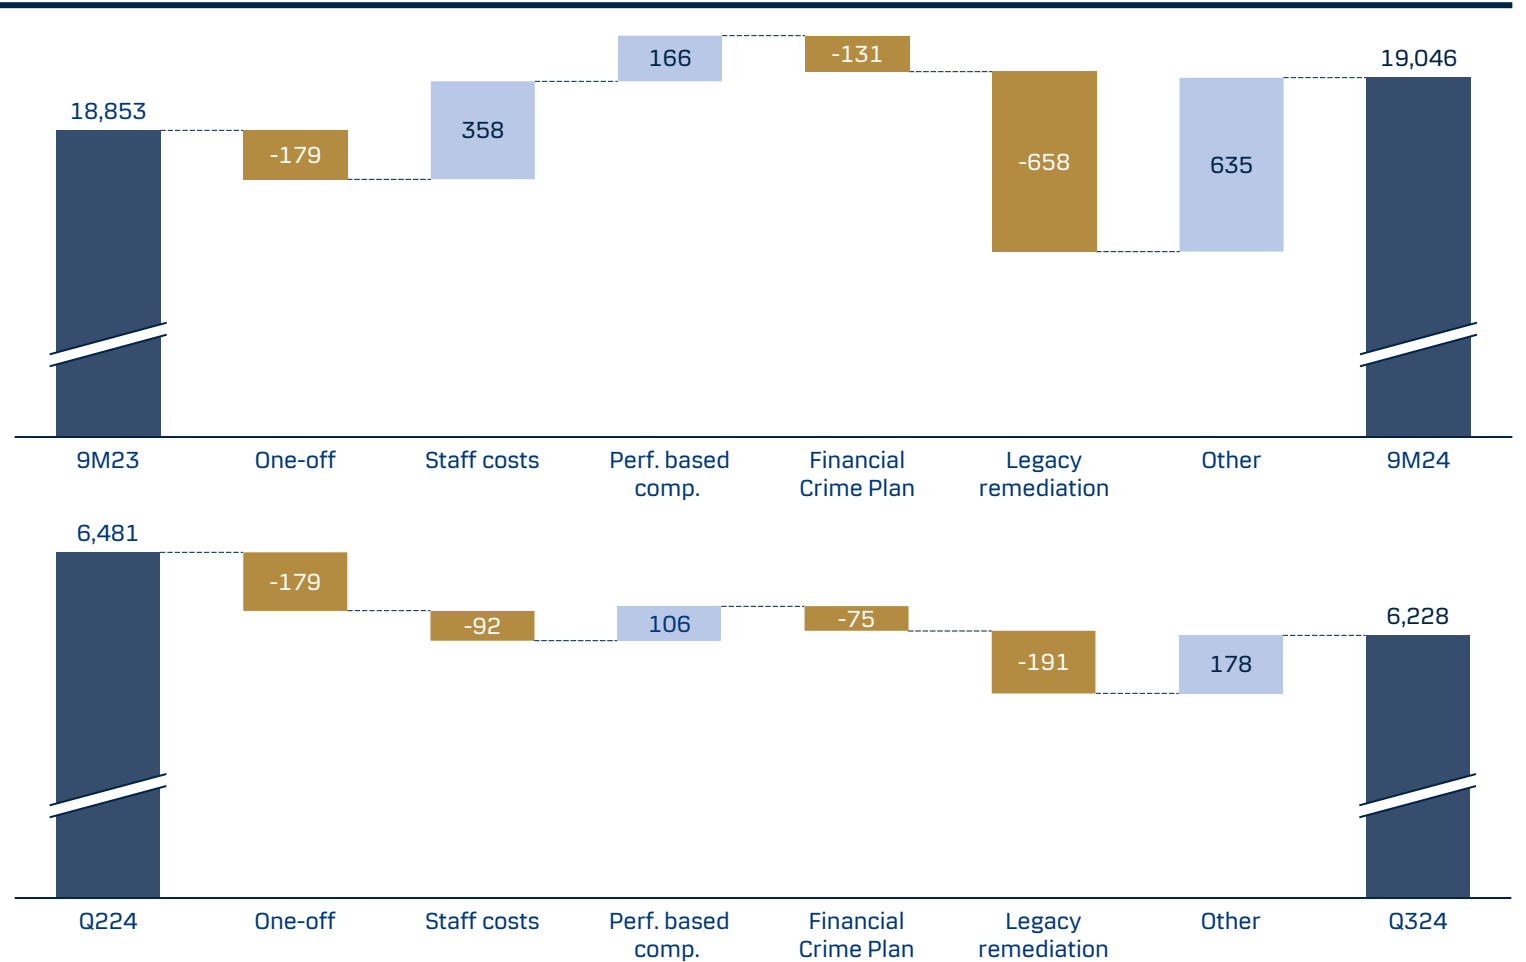 166
-131
19,046
18,853
358
-179
-658
635
9M23
One-off
Staff costs
Perf. based
comp.
Financial
Crime Plan
Legacy
remediation
Other
9M24
6,481
-179
-92
106
-75
-191
178
6,228
Q224
One-off
Staff costs
Perf. based
comp.
Financial
Crime Plan
Legacy
remediation
Other
Q324